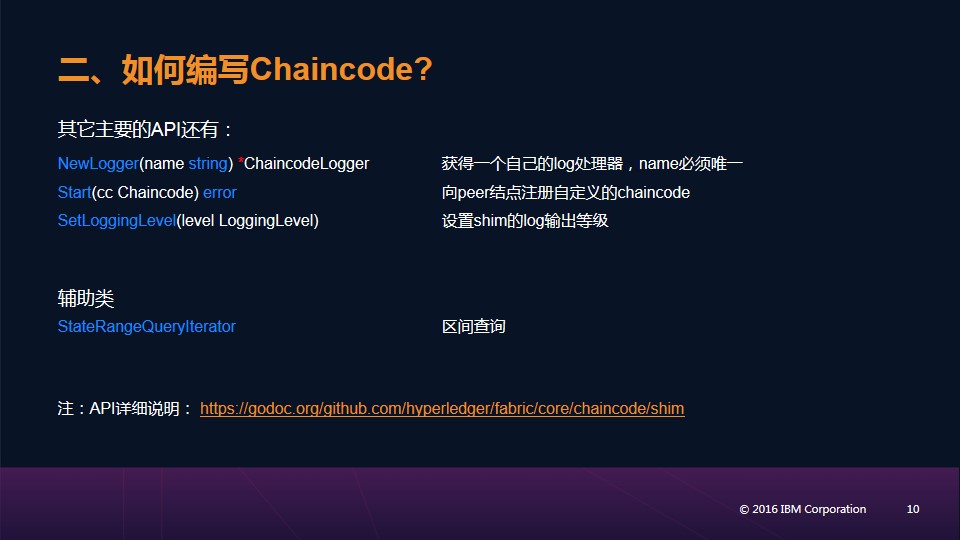 二、如何编写Chaincode?
其它主要的API还有：
NewLogger(name string) *ChaincodeLogger 获得一个自己的log处理器，name必须唯一
Start(cc Chaincode) error 向peer结点注册自定义的chaincode
SetLoggingLevel(level LoggingLevel) 设置shim的log输出等级
辅助类
StateRangeQueryIterator 区间查询
注：API详细说明： https://godoc.org/github.com/hyperledger/fabric/core/chaincode/shim
© 2016 IBM Corporation 10